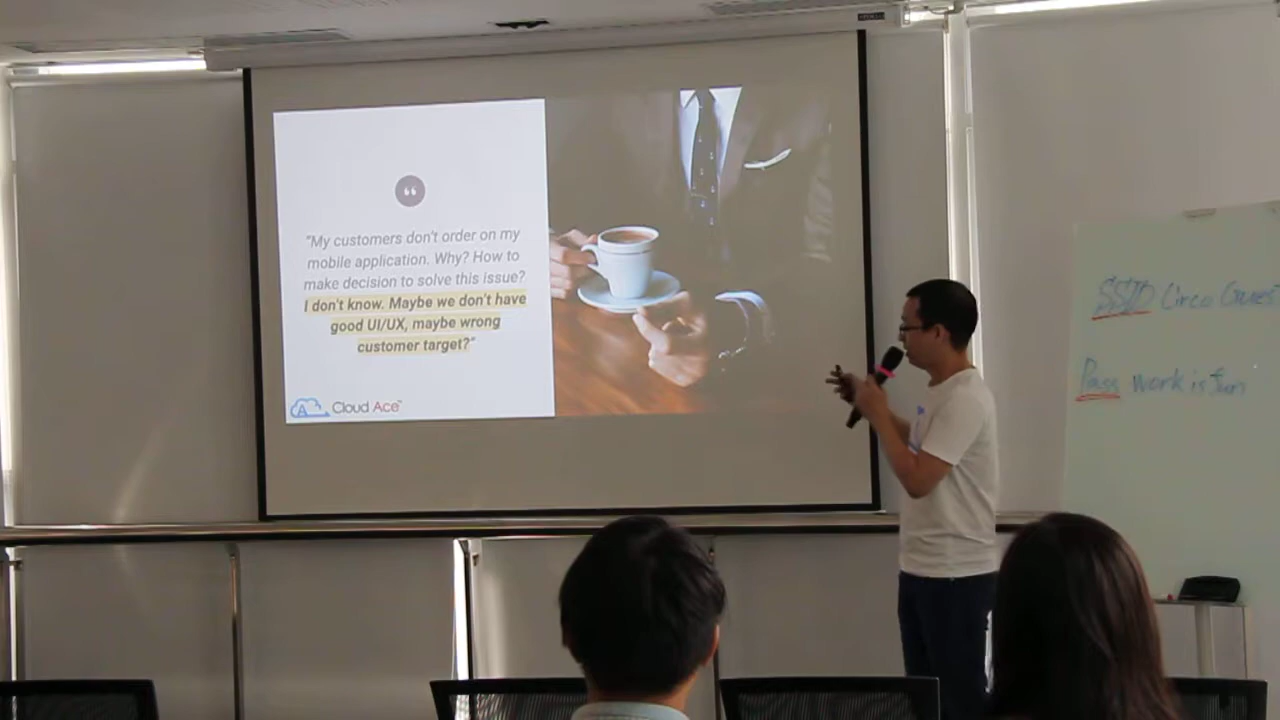 "My customers don't order on my
mobile application. Why? How to
make decision to solve this issue?
I don't know. Maybe we don't have
good UI/UX, maybe wrong
customer target?"
Cloud Ace
SSID Circo Guest
Pass work is fun